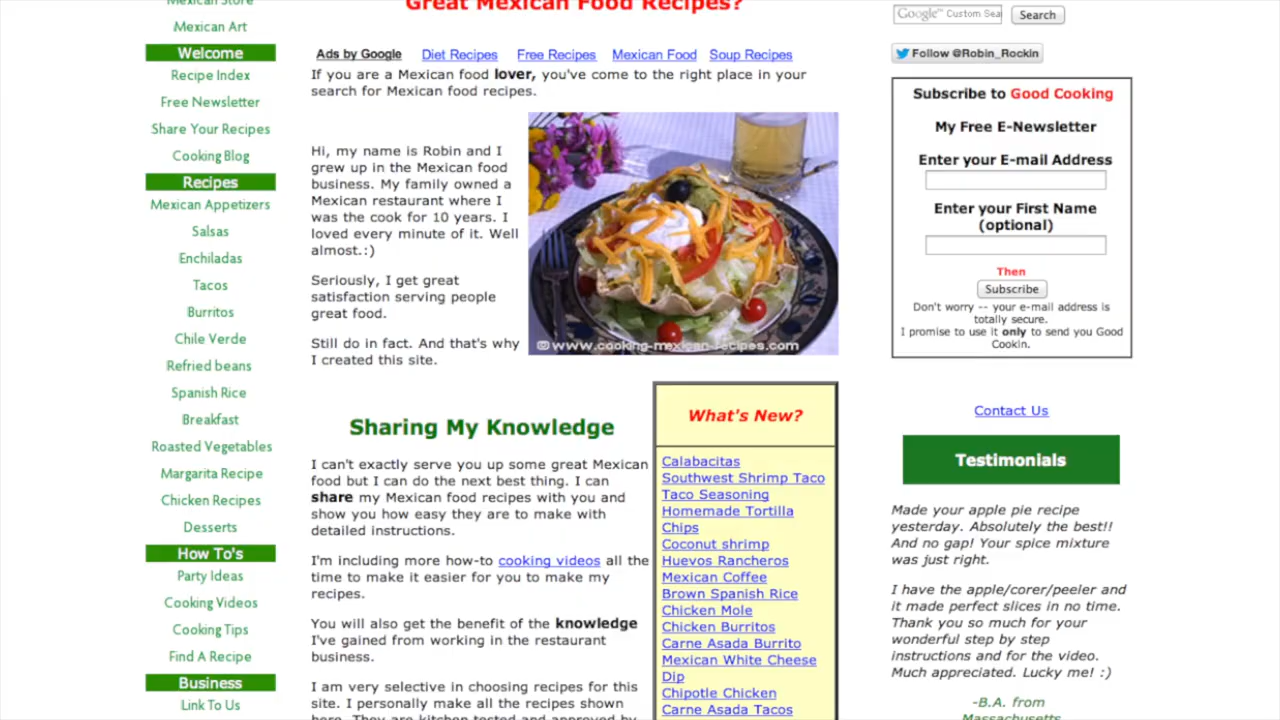 Mexican Store
Mexican Art
Welcome
Recipe Index
Free Newsletter
Share Your Recipes
Cooking Blog
Recipes
Mexican Appetizers
Salsas
Enchiladas
Tacos
Burritos
Chile Verde
Refried beans
Spanish Rice
Breakfast
Roasted Vegetables
Margarita Recipe
Chicken Recipes
Desserts
How To's
Party Ideas
Cooking Videos
Cooking Tips
Find A Recipe
Business
Link To Us
Great Mexican Food Recipes?
Ads by Google Diet Recipes Free Recipes Mexican Food Soup Recipes
If you are a Mexican food lover, you've come to the right place in your
search for Mexican food recipes.
Hi, my name is Robin and I
grew up in the Mexican food
business. My family owned a
Mexican restaurant where I
was the cook for 10 years. I
loved every minute of it. Well
almost.:)
Seriously, I get great
satisfaction serving people
great food.
Still do in fact. And that's why
I created this site.
© www.cooking-mexican-recipes.com
Sharing My Knowledge
I can't exactly serve you up some great Mexican
food but I can do the next best thing. I can
share my Mexican food recipes with you and
show you how easy they are to make with
detailed instructions.
I'm including more how-to cooking videos all the
time to make it easier for you to make my
recipes.
You will also get the benefit of the knowledge
I've gained from working in the restaurant
business.
I am very selective in choosing recipes for this
site. I personally make all the recipes shown
here. They are kitchen tested and approved by
What's New?
Calabacitas
Southwest Shrimp Taco
Taco Seasoning
Homemade Tortilla
Chips
Coconut shrimp
Huevos Rancheros
Mexican Coffee
Brown Spanish Rice
Chicken Mole
Chicken Burritos
Carne Asada Burrito
Mexican White Cheese
Dip
Chipotle Chicken
Carne Asada Tacos
Google™ Custom Sea
Search
Follow @Robin_Rockin
Subscribe to Good Cooking
My Free E-Newsletter
Enter your E-mail Address
Enter your First Name
(optional)
Then
Subscribe
Don't worry -- your e-mail address is
totally secure.
I promise to use it only to send you Good
Cookin.
Contact Us
Testimonials
Made your apple pie recipe
yesterday. Absolutely the best!!
And no gap! Your spice mixture
was just right.
I have the apple/corer/peeler and
it made perfect slices in no time.
Thank you so much for your
wonderful step by step
instructions and for the video.
Much appreciated. Lucky me! :)
-B.A. from
Massachusetts